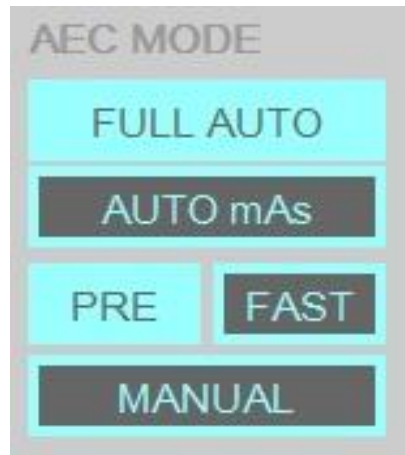 AEC MODE
FULL AUTO
AUTO mAs
PRE FAST
MANUAL